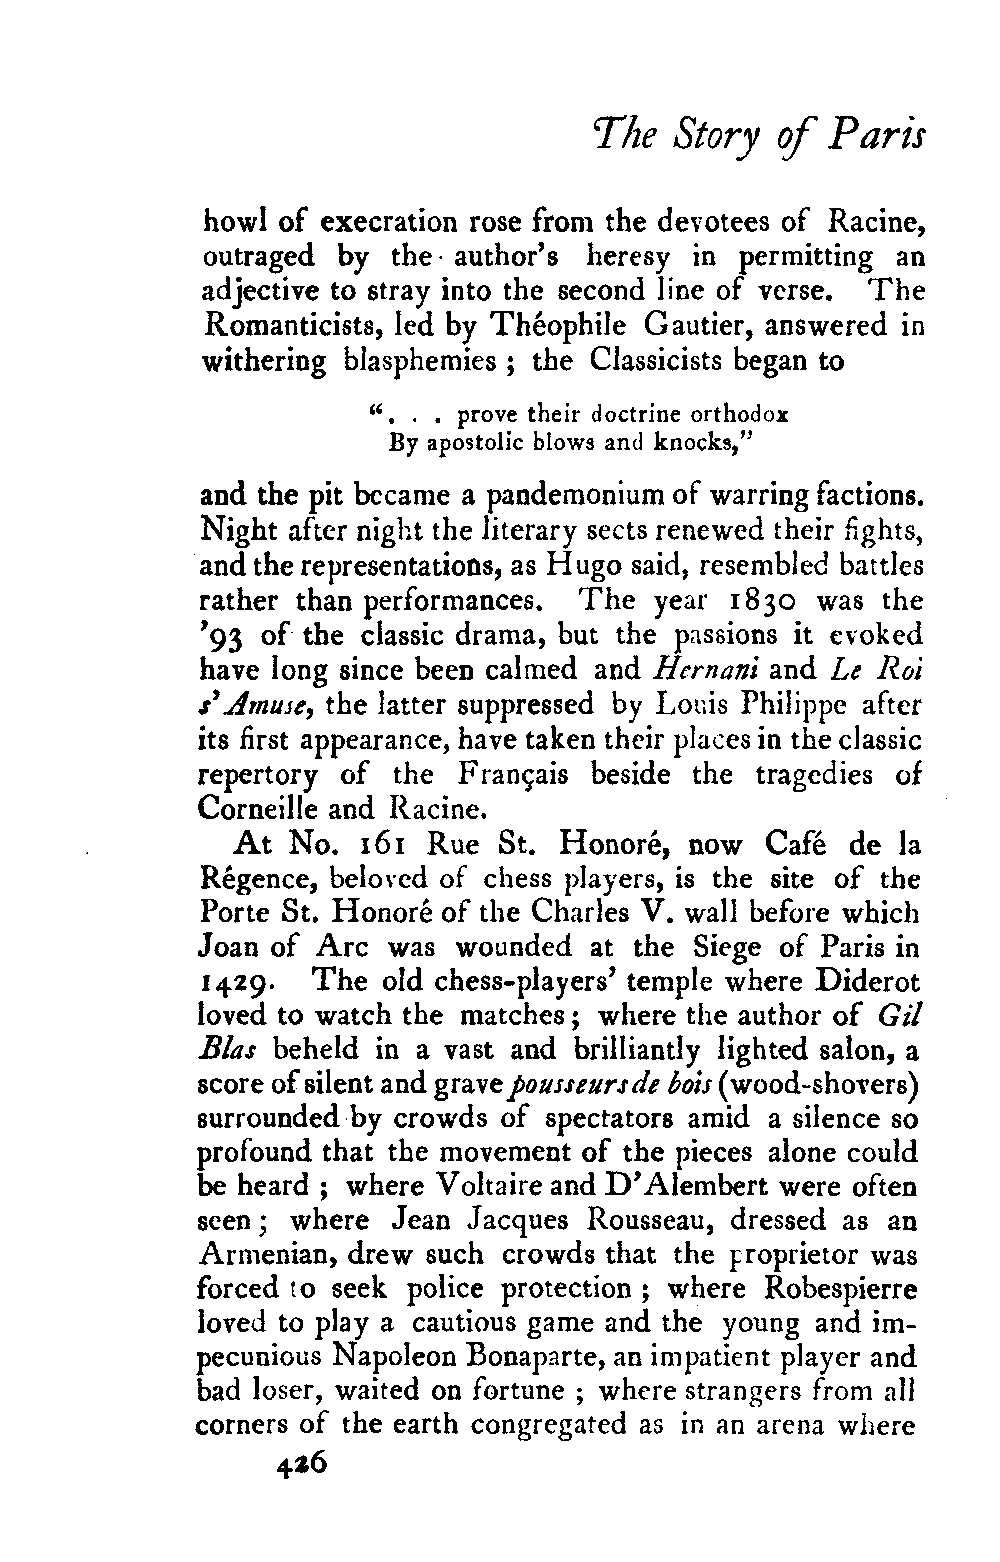 The Story of Paris
howl of execration rose from the devotees of Racine,
outraged by the author's heresy in permitting an
adjective to stray into the second line of verse. The
Romanticists, led by Théophile Gautier, answered in
withering blasphemies ; the Classicists began to
". . . prove their doctrine orthodox
By apostolic blows and knocks,"
and the pit became a pandemonium of warring factions.
Night after night the literary sects renewed their fights,
and the representations, as Hugo said, resembled battles
rather than performances. The year 1830 was the
'93 of the classic drama, but the passions it evoked
have long since been calmed and Hernani and Le Roi
s'Amuse, the latter suppressed by Louis Philippe after
its first appearance, have taken their places in the classic
repertory of the Français beside the tragedies of
Corneille and Racine.
At No. 161 Rue St. Honoré, now Café de la
Régence, beloved of chess players, is the site of the
Porte St. Honoré of the Charles V. wall before which
Joan of Arc was wounded at the Siege of Paris in
1429. The old chess-players' temple where Diderot
loved to watch the matches ; where the author of Gil
Blas beheld in a vast and brilliantly lighted salon, a
score of silent and grave pousseurs de bois (wood-shovers)
surrounded by crowds of spectators amid a silence so
profound that the movement of the pieces alone could
be heard ; where Voltaire and D'Alembert were often
seen ; where Jean Jacques Rousseau, dressed as an
Armenian, drew such crowds that the proprietor was
forced to seek police protection ; where Robespierre
loved to play a cautious game and the young and im-
pecunious Napoleon Bonaparte, an impatient player and
bad loser, waited on fortune ; where strangers from all
corners of the earth congregated as in an arena where
426